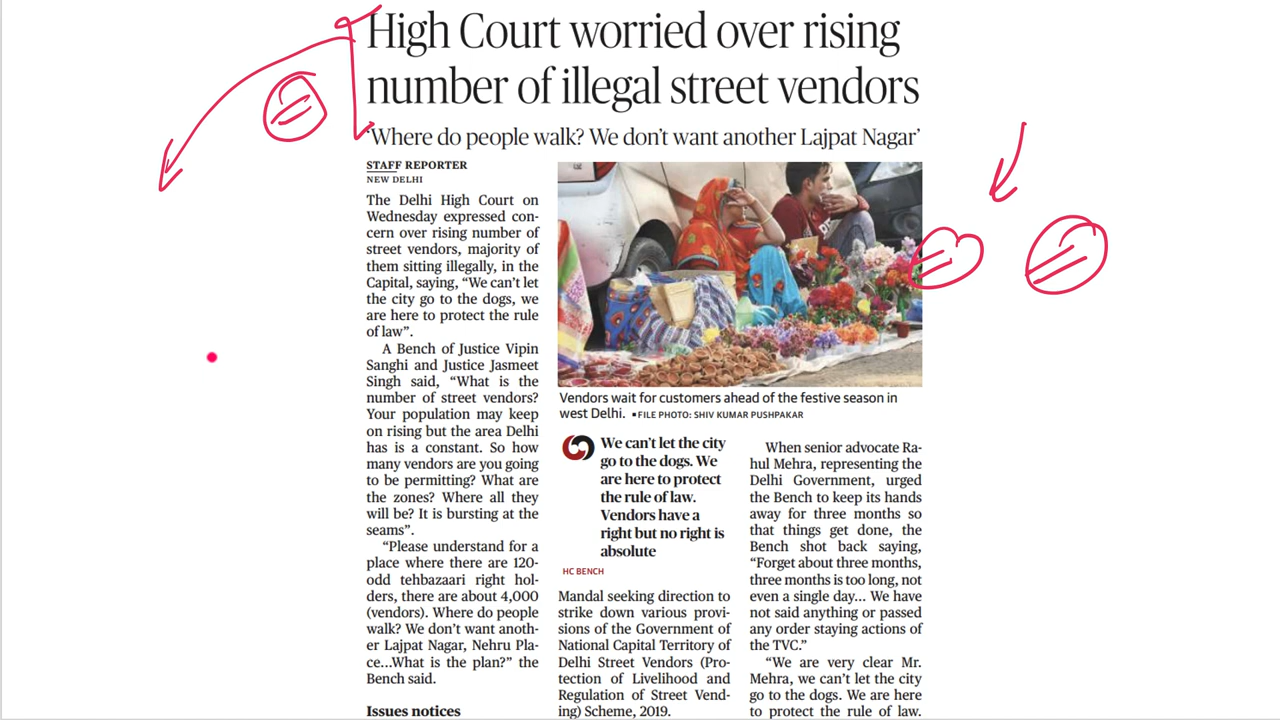 High Court worried over rising
number of illegal street vendors
‘Where do people walk? We don’t want another Lajpat Nagar’
STAFF REPORTER
NEW DELHI
The Delhi High Court on
Wednesday expressed con-
cern over rising number of
street vendors, majority of
them sitting illegally, in the
Capital, saying, “We can’t let
the city go to the dogs, we
are here to protect the rule
of law”.
A Bench of Justice Vipin
Sanghi and Justice Jasmeet
Singh said, “What is the
number of street vendors?
Your population may keep
on rising but the area Delhi
has is a constant. So how
many vendors are you going
to be permitting? What are
the zones? Where all they
will be? It is bursting at the
seams”.
“Please understand for a
place where there are 120-
odd tehbazaari right hol-
ders, there are about 4,000
(vendors). Where do people
walk? We don’t want anoth-
er Lajpat Nagar, Nehru Pla-
ce...What is the plan?” the
Bench said.
Issues notices
Vendors wait for customers ahead of the festive season in
west Delhi. ▪FILE PHOTO: SHIV KUMAR PUSHPAKAR
We can’t let the city
go to the dogs. We
are here to protect
the rule of law.
Vendors have a
right but no right is
absolute
HC BENCH
Mandal seeking direction to
strike down various provi-
sions of the Government of
National Capital Territory of
Delhi Street Vendors (Pro-
tection of Livelihood and
Regulation of Street Vend-
ing) Scheme, 2019.
When senior advocate Ra-
hul Mehra, representing the
Delhi Government, urged
the Bench to keep its hands
away for three months so
that things get done, the
Bench shot back saying,
“Forget about three months,
three months is too long, not
even a single day... We have
not said anything or passed
any order staying actions of
the TVC.”
“We are very clear Mr.
Mehra, we can’t let the city
go to the dogs. We are here
to protect the rule of law.